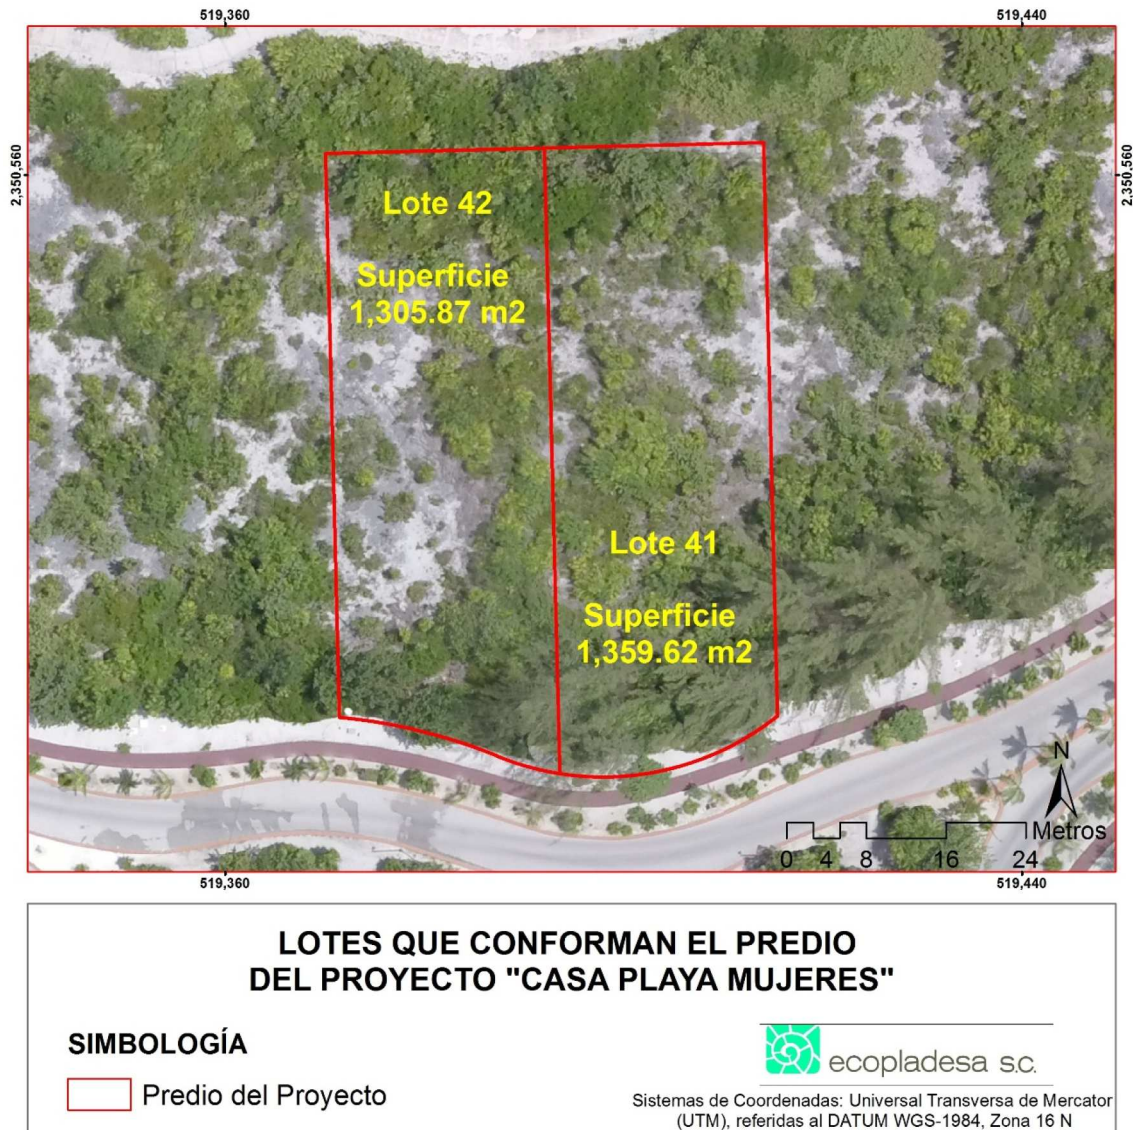 519,360
519,440
2,350,560
2,350,560
Lote 42
Superficie
1,305.87 m2
Lote 41
Superficie
1,359.62 m2
N
Metros
0 4 8 16 24
519,360
519,440
LOTES QUE CONFORMAN EL PREDIO
DEL PROYECTO "CASA PLAYA MUJERES"
SIMBOLOGÍA
Predio del Proyecto
ecopladesa s.c.
Sistemas de Coordenadas: Universal Transversa de Mercator
(UTM), referidas al DATUM WGS-1984, Zona 16 N